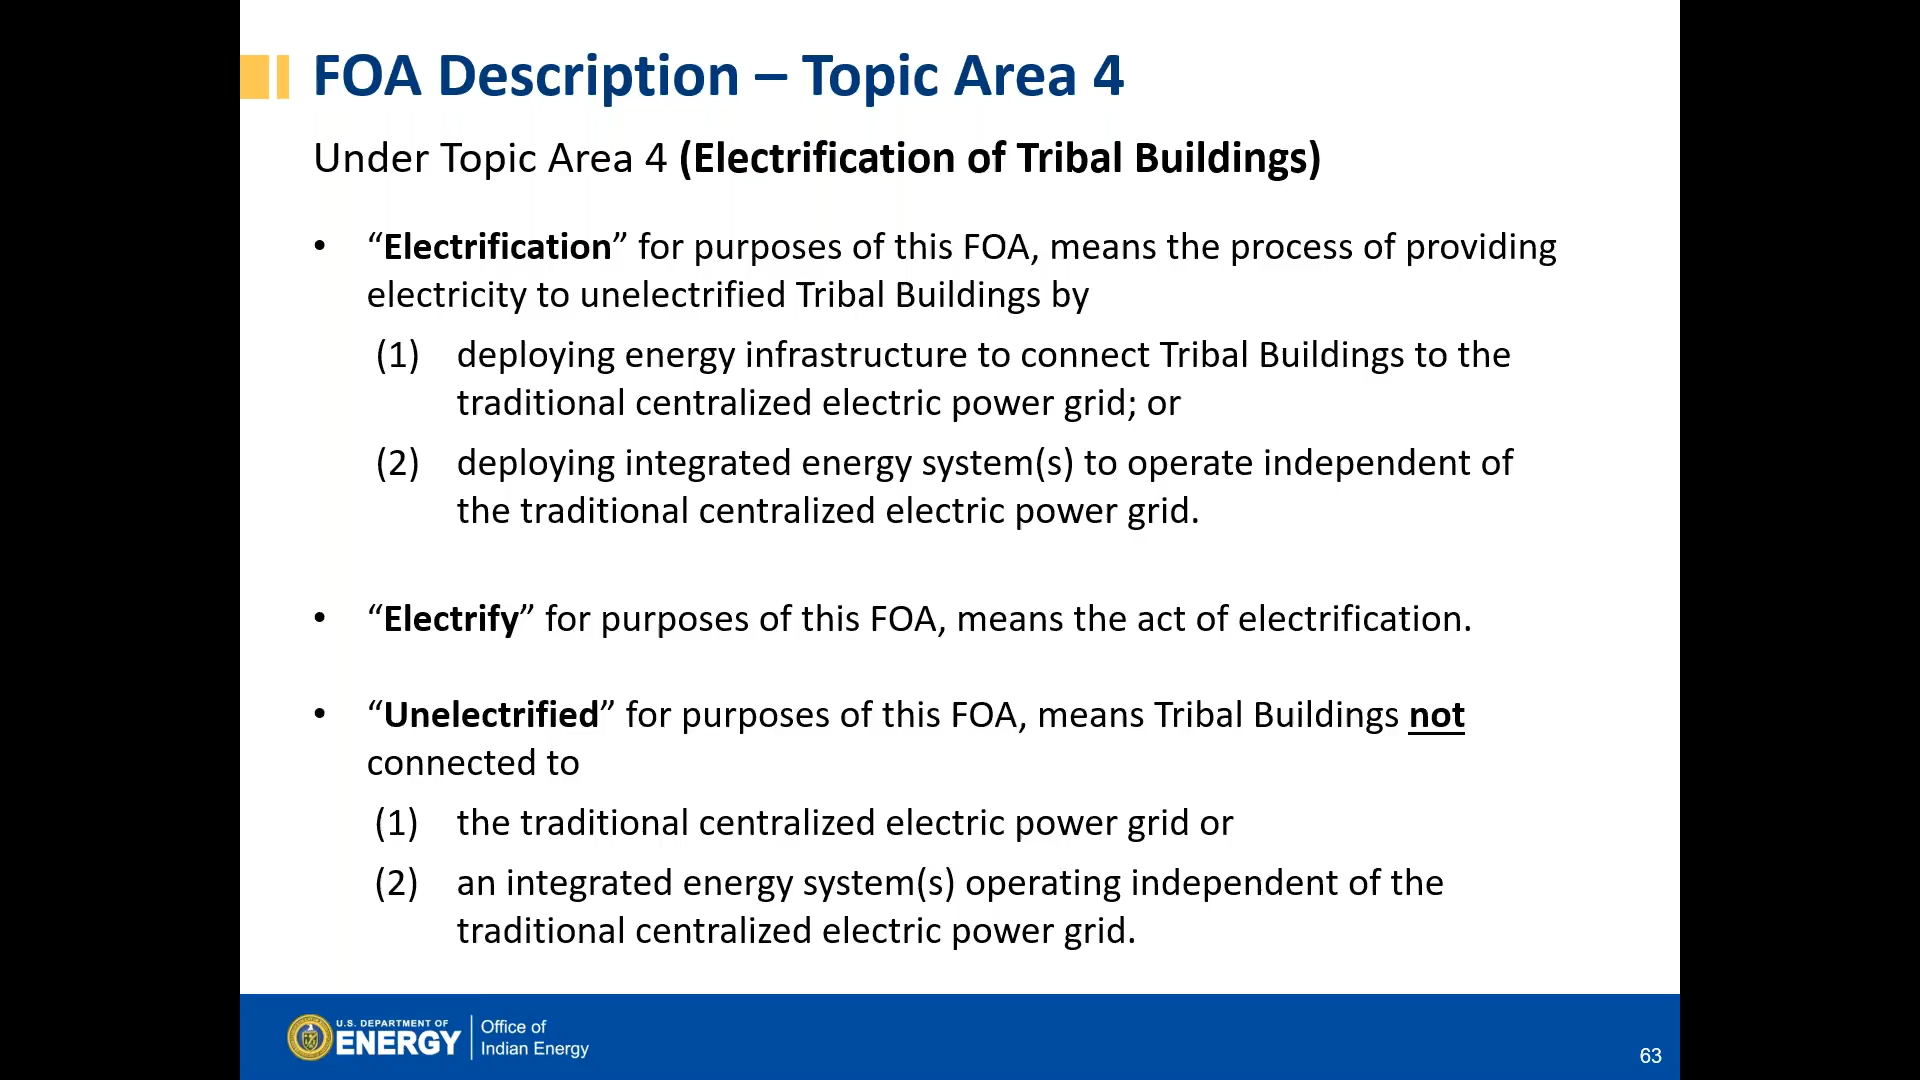 FOA Description – Topic Area 4
Under Topic Area 4 (Electrification of Tribal Buildings)
• “Electrification” for purposes of this FOA, means the process of providing
electricity to unelectrified Tribal Buildings by
(1) deploying energy infrastructure to connect Tribal Buildings to the
traditional centralized electric power grid; or
(2) deploying integrated energy system(s) to operate independent of
the traditional centralized electric power grid.
• “Electrify” for purposes of this FOA, means the act of electrification.
• “Unelectrified” for purposes of this FOA, means Tribal Buildings not
connected to
(1) the traditional centralized electric power grid or
(2) an integrated energy system(s) operating independent of the
traditional centralized electric power grid.
U.S. DEPARTMENT OF
ENERGY
Office of
Indian Energy
63